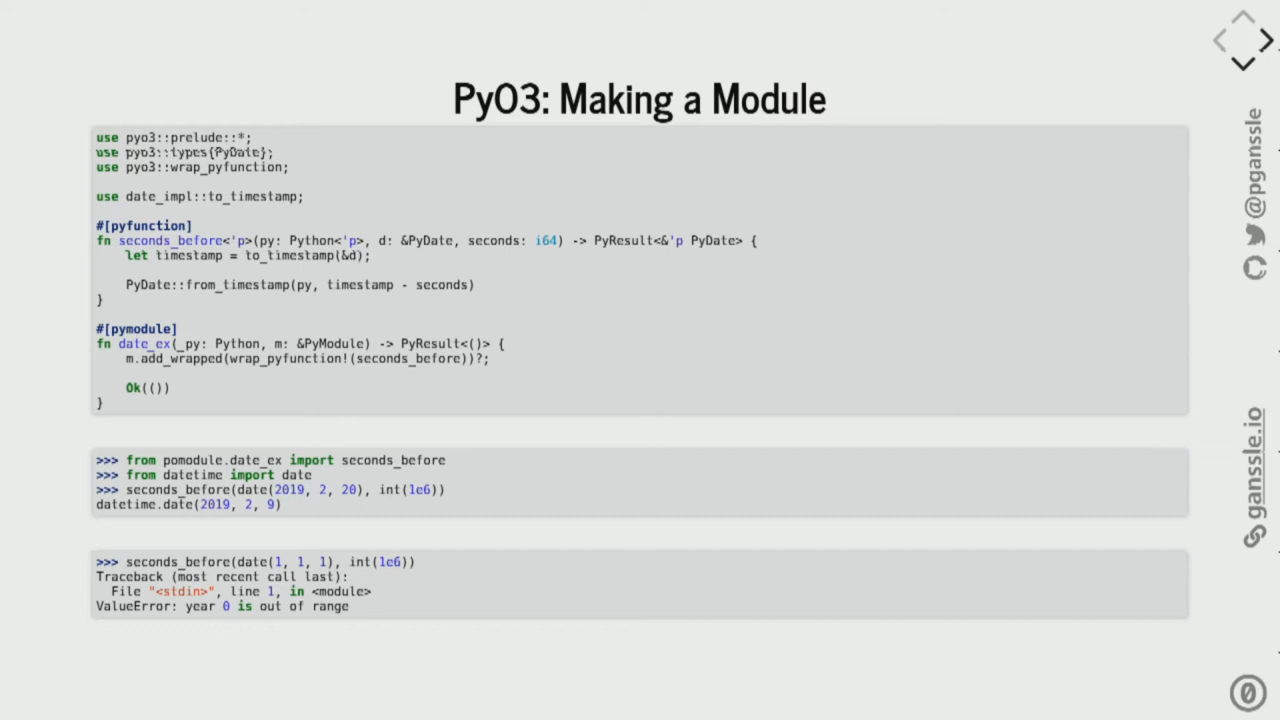 PyO3: Making a Module
use pyo3::prelude::*;
use pyo3::types{PyDate};
use pyo3::wrap_pyfunction;
use date_impl::to_timestamp;
#[pyfunction]
fn seconds_before<'p>(py: Python<'p>, d: &PyDate, seconds: i64) -> PyResult<&'p PyDate> {
    let timestamp = to_timestamp(&d);
    PyDate::from_timestamp(py, timestamp - seconds)
}
#[pymodule]
fn date_ex(_py: Python, m: &PyModule) -> PyResult<()> {
    m.add_wrapped(wrap_pyfunction!(seconds_before))?;
    Ok(())
}
>>> from pomodule.date_ex import seconds_before
>>> from datetime import date
>>> seconds_before(date(2019, 2, 20), int(1e6))
datetime.date(2019, 2, 9)
>>> seconds_before(date(1, 1, 1), int(1e6))
Traceback (most recent call last):
  File "<stdin>", line 1, in <module>
ValueError: year 0 is out of range
@pganssle
ganssle.io
0